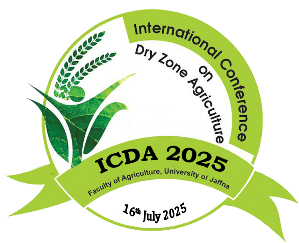 International Conference
on
Dry Zone Agriculture
ICDA 2025
Faculty of Agriculture, University of Jaffna
16th July 2025